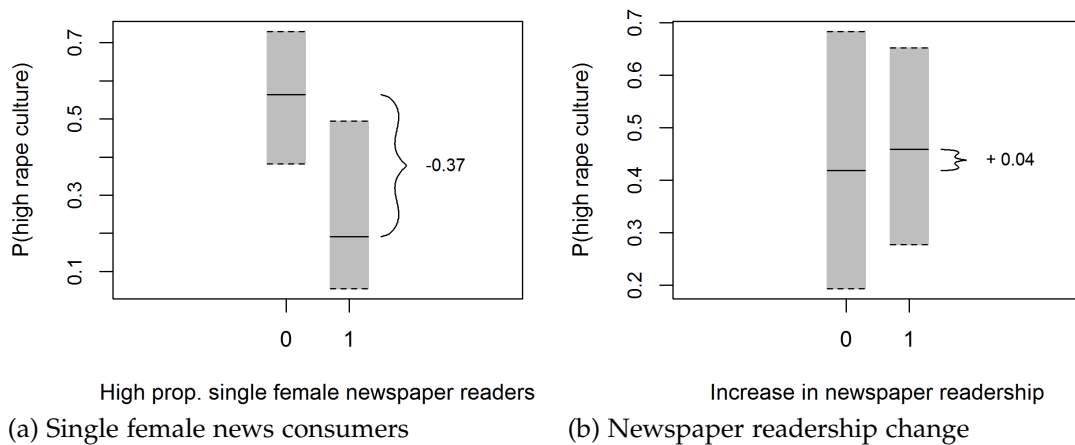 P(high rape culture)
0.7
0.5
0.3
0.1
-0.37
0 1
High prop. single female newspaper readers
(a) Single female news consumers
P(high rape culture)
0.7
0.6
0.5
0.4
0.3
0.2
+ 0.04
0 1
Increase in newspaper readership
(b) Newspaper readership change